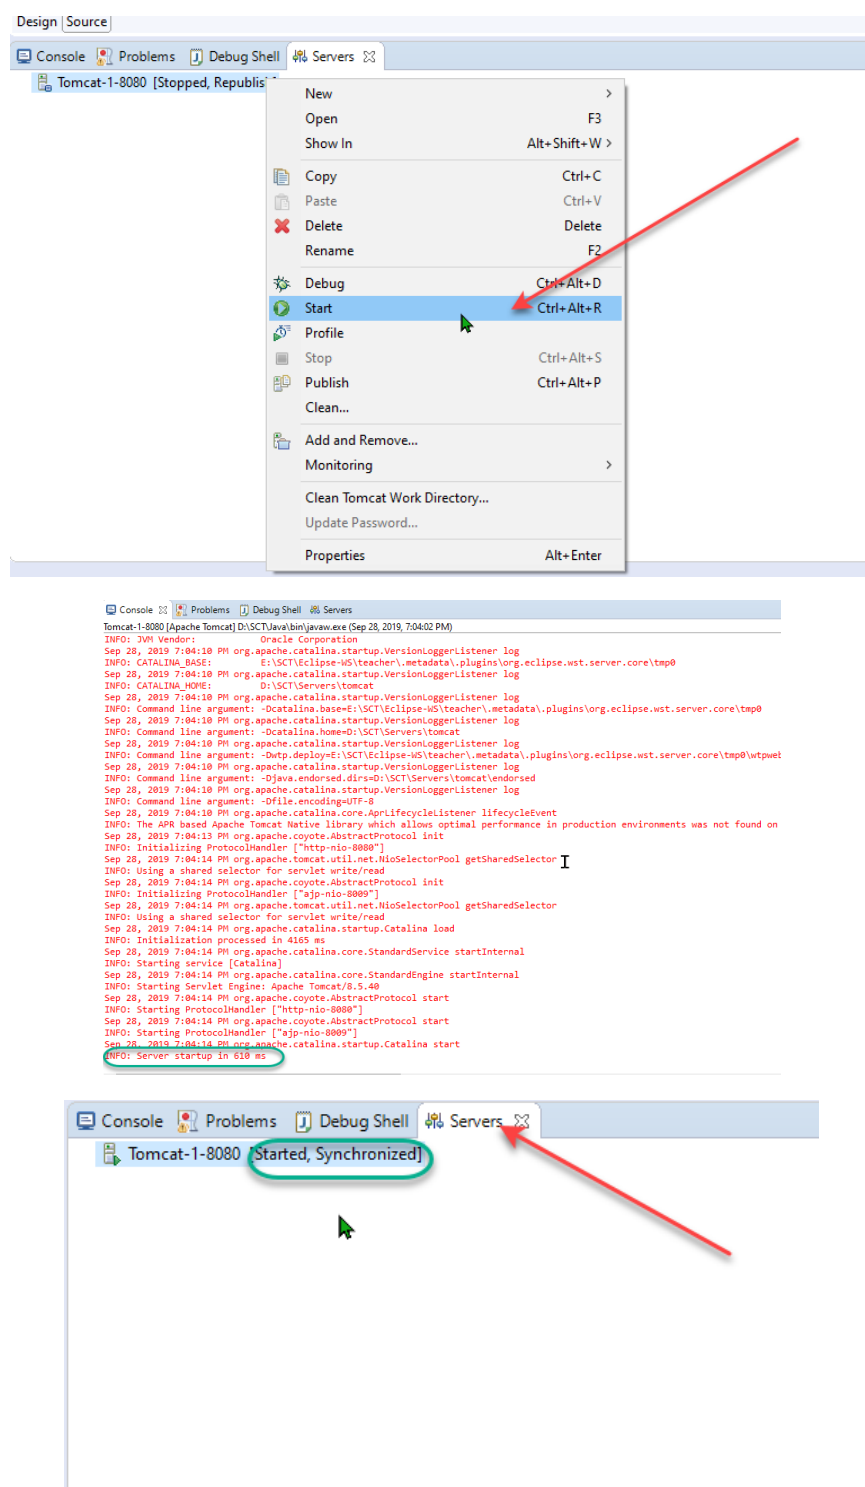 Design Source
Console Problems Debug Shell Servers
Tomcat-1-8080 [Stopped, Republis
New
Open F3
Show In Alt+Shift+W
Copy Ctrl+C
Paste Ctrl+V
Delete Delete
Rename F2
Debug Ctrl+Alt+D
Start Ctrl+Alt+R
Profile
Stop Ctrl+Alt+S
Publish Ctrl+Alt+P
Clean...
Add and Remove...
Monitoring
Clean Tomcat Work Directory...
Update Password...
Properties Alt+Enter
Console Problems Debug Shell Servers
Tomcat-1-8080 [Apache Tomcat] D:\SCT\Java\bin\javaw.exe (Sep 28, 2019, 7:04:02 PM)
INFO: JVM Vendor: Oracle Corporation
Sep 28, 2019 7:04:10 PM org.apache.catalina.startup.VersionLoggerListener log
INFO: CATALINA_BASE: E:\SCT\Eclipse-WS\teacher\.metadata\.plugins\org.eclipse.wst.server.core\tmp0
Sep 28, 2019 7:04:10 PM org.apache.catalina.startup.VersionLoggerListener log
INFO: CATALINA_HOME: D:\SCT\Servers\tomcat
Sep 28, 2019 7:04:10 PM org.apache.catalina.startup.VersionLoggerListener log
INFO: Command line argument: -Dcatalina.base=E:\SCT\Eclipse-WS\teacher\.metadata\.plugins\org.eclipse.wst.server.core\tmp0
Sep 28, 2019 7:04:10 PM org.apache.catalina.startup.VersionLoggerListener log
INFO: Command line argument: -Dcatalina.home=D:\SCT\Servers\tomcat
Sep 28, 2019 7:04:10 PM org.apache.catalina.startup.VersionLoggerListener log
INFO: Command line argument: -Dwtp.deploy=E:\SCT\Eclipse-WS\teacher\.metadata\.plugins\org.eclipse.wst.server.core\tmp0\wtpweb
Sep 28, 2019 7:04:10 PM org.apache.catalina.startup.VersionLoggerListener log
INFO: Command line argument: -Djava.endorsed.dirs=D:\SCT\Servers\tomcat\endorsed
Sep 28, 2019 7:04:10 PM org.apache.catalina.startup.VersionLoggerListener log
INFO: Command line argument: -Dfile.encoding=UTF-8
Sep 28, 2019 7:04:10 PM org.apache.catalina.core.AprLifecycleListener lifecycleEvent
INFO: The APR based Apache Tomcat Native library which allows optimal performance in production environments was not found on
Sep 28, 2019 7:04:13 PM org.apache.coyote.AbstractProtocol init
INFO: Initializing ProtocolHandler ["http-nio-8080"]
Sep 28, 2019 7:04:14 PM org.apache.tomcat.util.net.NioSelectorPool getSharedSelector
INFO: Using a shared selector for servlet write/read
Sep 28, 2019 7:04:14 PM org.apache.coyote.AbstractProtocol init
INFO: Initializing ProtocolHandler ["ajp-nio-8009"]
Sep 28, 2019 7:04:14 PM org.apache.tomcat.util.net.NioSelectorPool getSharedSelector
INFO: Using a shared selector for servlet write/read
Sep 28, 2019 7:04:14 PM org.apache.catalina.startup.Catalina load
INFO: Initialization processed in 4165 ms
Sep 28, 2019 7:04:14 PM org.apache.catalina.core.StandardService startInternal
INFO: Starting service [Catalina]
Sep 28, 2019 7:04:14 PM org.apache.catalina.core.StandardEngine startInternal
INFO: Starting Servlet Engine: Apache Tomcat/8.5.40
Sep 28, 2019 7:04:14 PM org.apache.coyote.AbstractProtocol start
INFO: Starting ProtocolHandler ["http-nio-8080"]
Sep 28, 2019 7:04:14 PM org.apache.coyote.AbstractProtocol start
INFO: Starting ProtocolHandler ["ajp-nio-8009"]
Sep 28, 2019 7:04:14 PM org.apache.catalina.startup.Catalina start
INFO: Server startup in 610 ms
Console Problems Debug Shell Servers
Tomcat-1-8080 [Started, Synchronized]